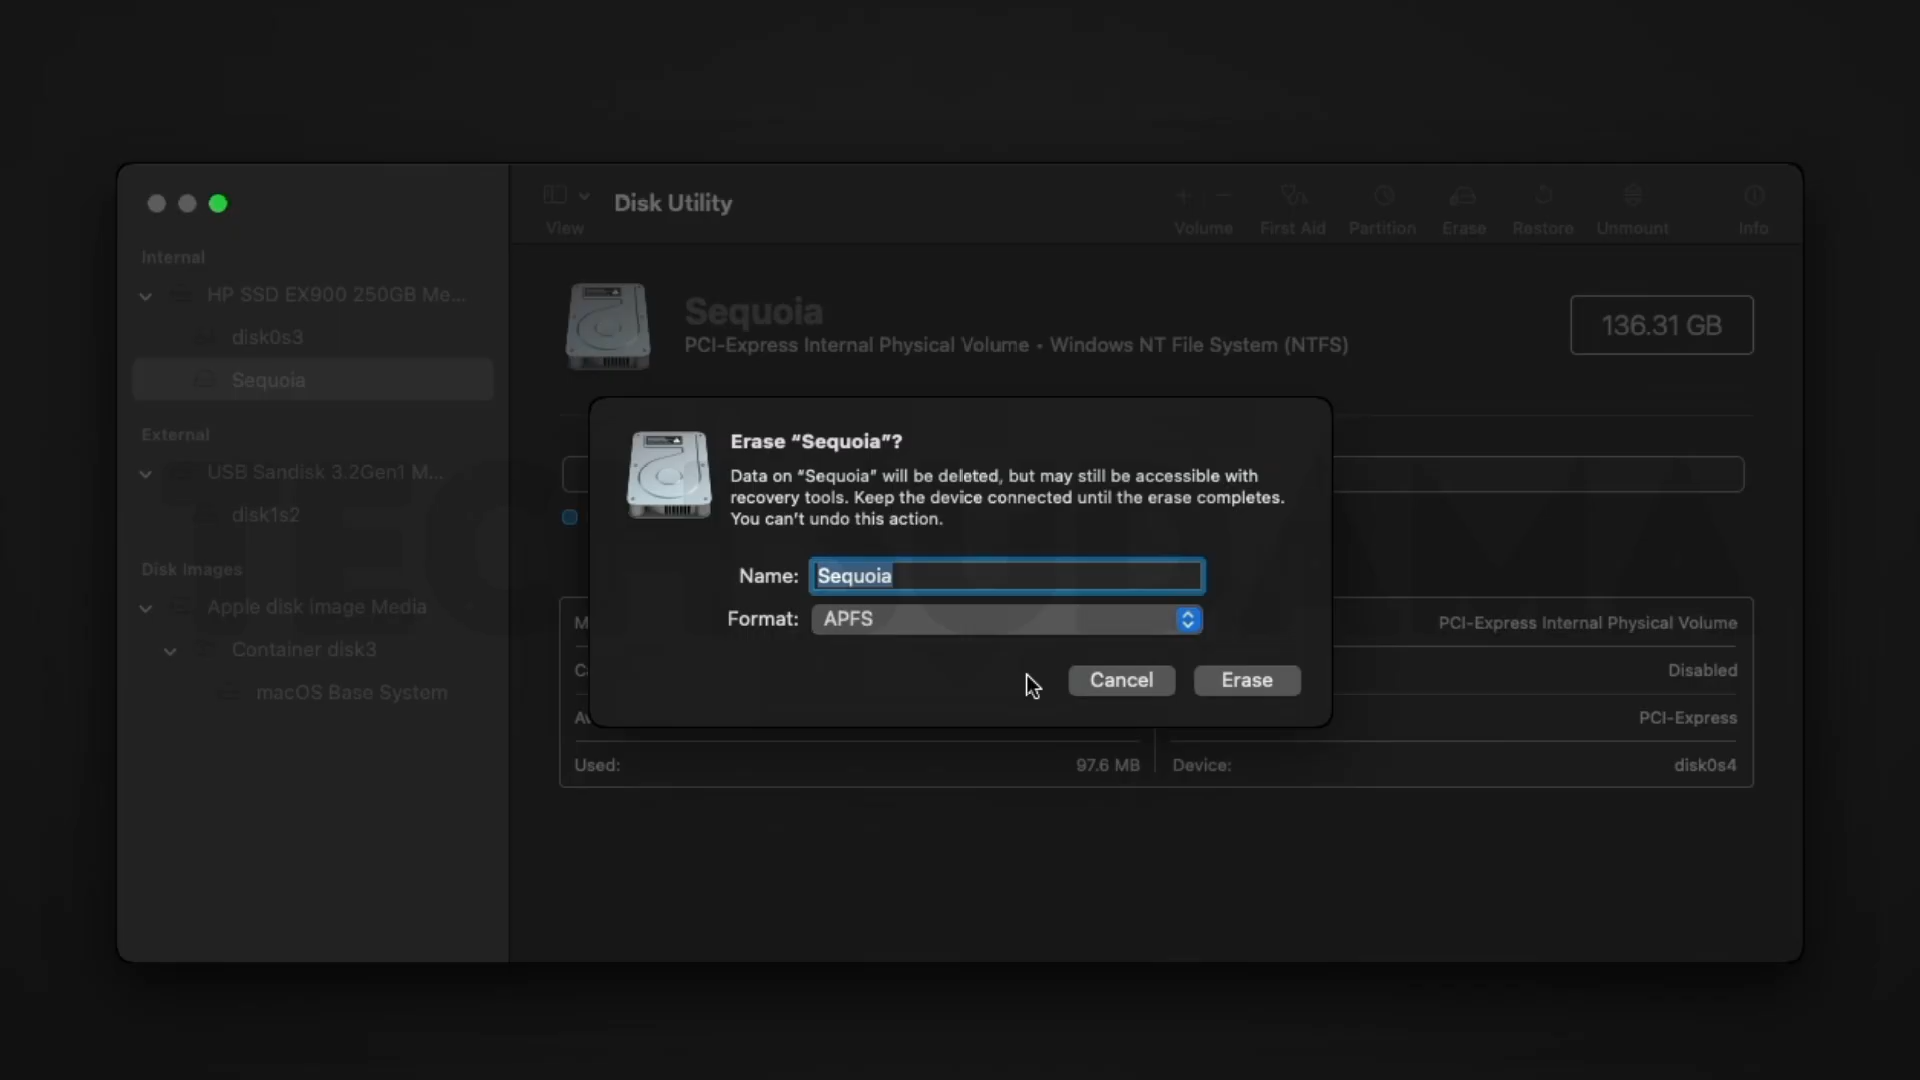 Disk Utility
View
Volume
First Aid
Partition
Erase
Restore
Unmount
Info
Internal
HP SSD EX900 250GB Me...
disk0s3
Sequoia
External
USB Sandisk 3.2Gen1 M...
disk1s2
Disk Images
Apple disk image Media
Container disk3
macOS Base System
Sequoia
PCI-Express Internal Physical Volume • Windows NT File System (NTFS)
136.31 GB
Erase “Sequoia”?
Data on “Sequoia” will be deleted, but may still be accessible with
recovery tools. Keep the device connected until the erase completes.
You can’t undo this action.
Name: Sequoia
Format: APFS
Cancel
Erase
PCI-Express Internal Physical Volume
Disabled
PCI-Express
Used: 97.6 MB
Device: disk0s4